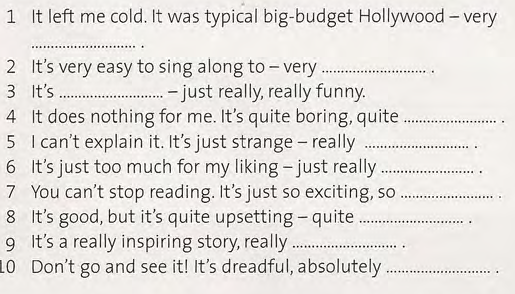 1 It left me cold. It was typical big-budget Hollywood – very
............................ .
2 It's very easy to sing along to – very ............................ .
3 It's ............................ – just really, really funny.
4 It does nothing for me. It's quite boring, quite ......................... .
5 I can't explain it. It's just strange – really ............................ .
6 It's just too much for my liking – just really ......................... .
7 You can't stop reading. It's just so exciting, so ......................... .
8 It's good, but it's quite upsetting – quite ............................ .
9 It's a really inspiring story, really ............................ .
10 Don't go and see it! It's dreadful, absolutely ............................ .